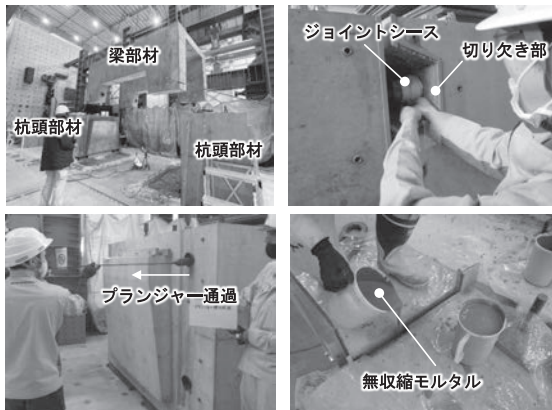 梁部材
杭頭部材
杭頭部材
ジョイントシース
切り欠き部
プランジャー通過
無収縮モルタル